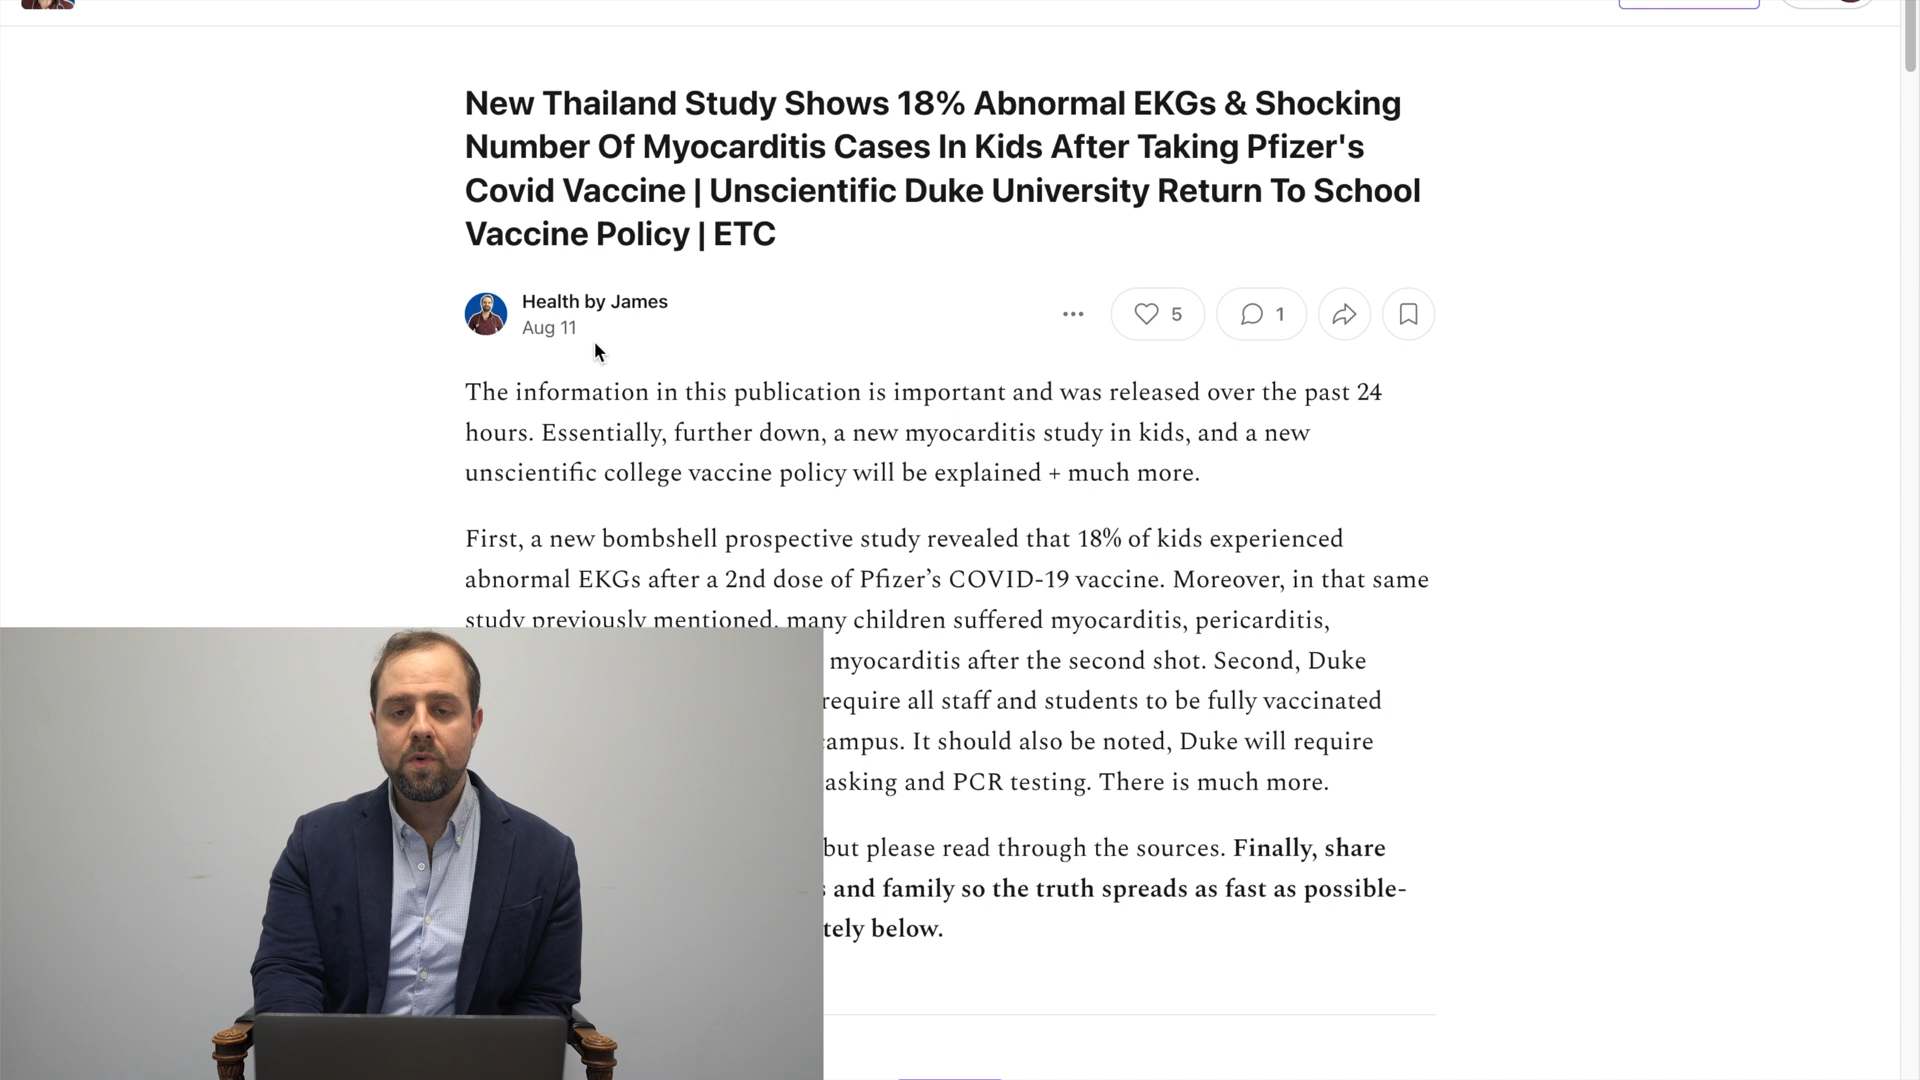 New Thailand Study Shows 18% Abnormal EKGs & Shocking
Number Of Myocarditis Cases In Kids After Taking Pfizer's
Covid Vaccine | Unscientific Duke University Return To School
Vaccine Policy | ETC
Health by James
Aug 11
5
1
The information in this publication is important and was released over the past 24
hours. Essentially, further down, a new myocarditis study in kids, and a new
unscientific college vaccine policy will be explained + much more.
First, a new bombshell prospective study revealed that 18% of kids experienced
abnormal EKGs after a 2nd dose of Pfizer’s COVID-19 vaccine. Moreover, in that same
study previously mentioned, many children suffered myocarditis, pericarditis,
myocarditis after the second shot. Second, Duke
require all staff and students to be fully vaccinated
campus. It should also be noted, Duke will require
asking and PCR testing. There is much more.
but please read through the sources. Finally, share
and family so the truth spreads as fast as possible-
tely below.